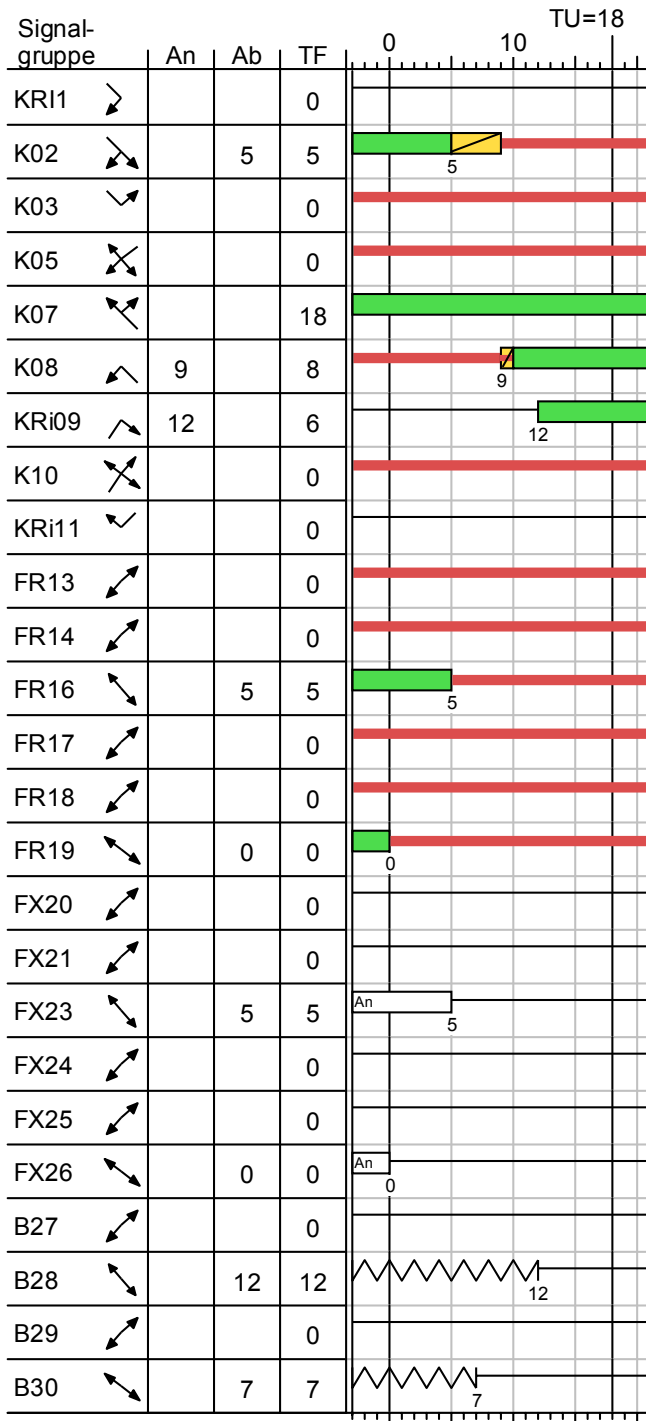 TU=18
Signal-
gruppe An Ab TF 0 10
KRI1 0
K02 5 5 5
K03 0
K05 0
K07 18
K08 9 8 9
KRi09 12 6 12
K10 0
KRi11 0
FR13 0
FR14 0
FR16 5 5 5
FR17 0
FR18 0
FR19 0 0 0
FX20 0
FX21 0
FX23 5 5 An 5
FX24 0
FX25 0
FX26 0 0 An 0
B27 0
B28 12 12 12
B29 0
B30 7 7 7